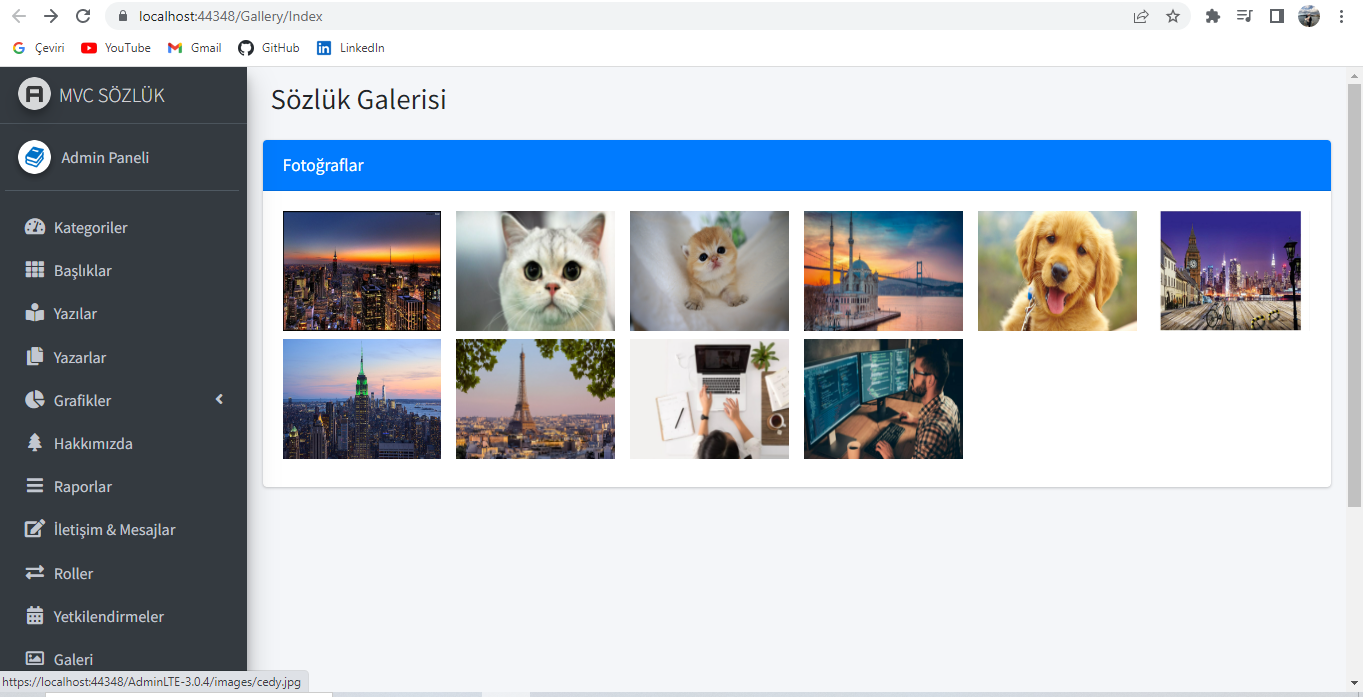 localhost:44348/Gallery/Index
Çeviri YouTube Gmail GitHub LinkedIn
MVC SÖZLÜK
Admin Paneli
Kategoriler
Başlıklar
Yazılar
Yazarlar
Grafikler
Hakkımızda
Raporlar
İletişim & Mesajlar
Roller
Yetkilendirmeler
Galeri
Sözlük Galerisi
Fotoğraflar
https://localhost:44348/AdminLTE-3.0.4/images/cedy.jpg